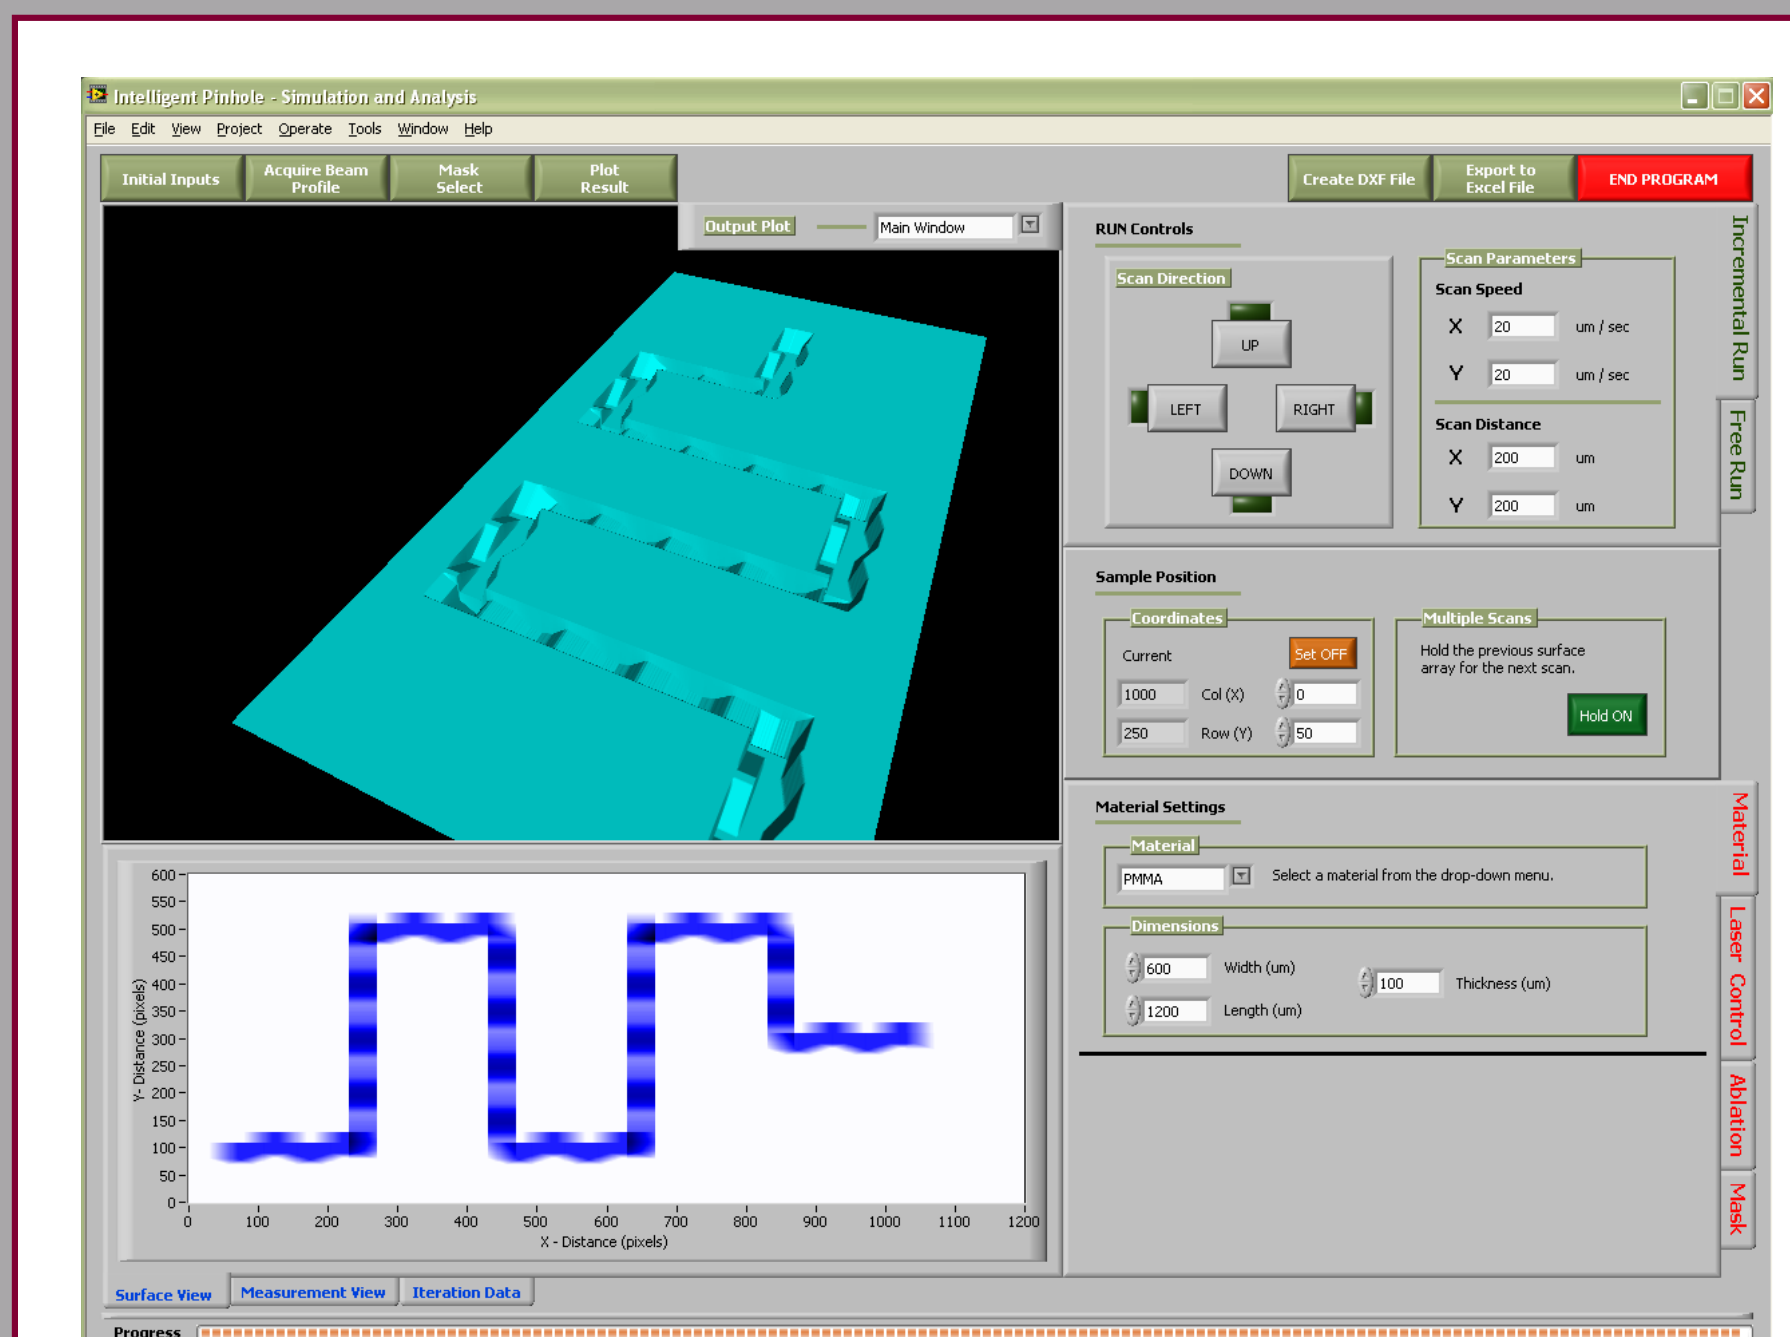 Intelligent Pinhole - Simulation and Analysis
File Edit View Project Operate Tools Window Help
Initial Inputs
Acquire Beam
Profile
Mask
Select
Plot
Result
Create DXF File
Export to
Excel File
END PROGRAM
Output Plot
Main Window
RUN Controls
Scan Direction
UP
LEFT
RIGHT
DOWN
Scan Parameters
Scan Speed
X 20 um / sec
Y 20 um / sec
Scan Distance
X 200 um
Y 200 um
Incremental Run
Free Run
Sample Position
Coordinates
Current
Set OFF
1000 Col (X) 0
250 Row (Y) 50
Multiple Scans
Hold the previous surface
array for the next scan.
Hold ON
Material Settings
Material
PMMA
Select a material from the drop-down menu.
Dimensions
600 Width (um)
100 Thickness (um)
1200 Length (um)
Material
Laser Control
Ablation
Mask
600
550
500
450
400
350
300
250
200
150
100
50
0
Y- Distance (pixels)
0 100 200 300 400 500 600 700 800 900 1000 1100 1200
X - Distance (pixels)
Surface View
Measurement View
Iteration Data
Progress